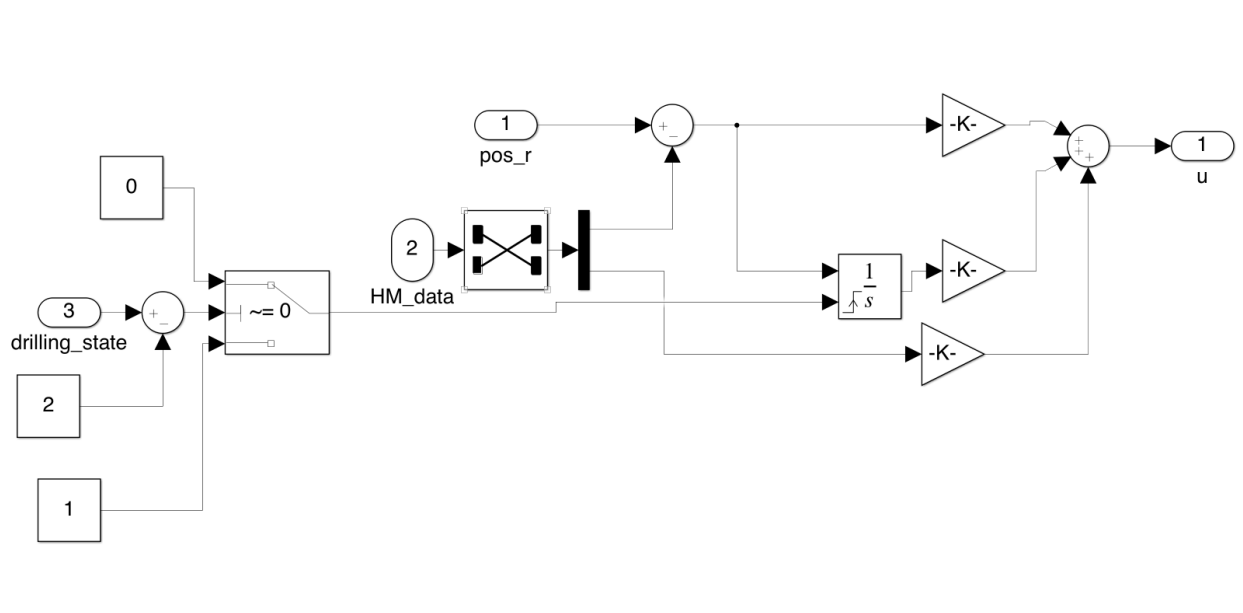 1
pos_r
-K-
+
_
+
+
+
1
u
0
2
HM_data
1
s
-K-
3
drilling_state
+
_
~= 0
-K-
2
1